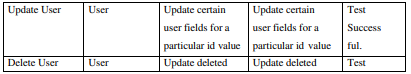 Update User User Update certain Update certain Test
user fields for a user fields for a Success
particular id value particular id value ful.
Delete User User Update deleted Update deleted Test